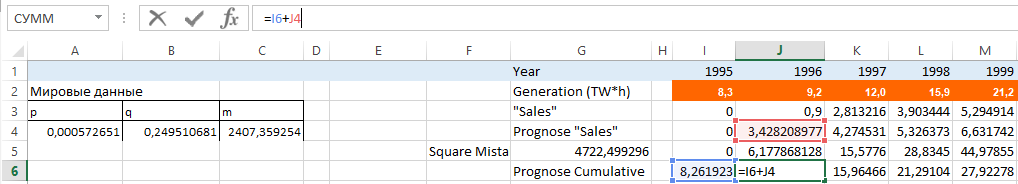 СУММ =I6+J4
A B C D E F G H I J K L M
1 Year 1995 1996 1997 1998 1999
2 Мировые данные Generation (TW*h) 8,3 9,2 12,0 15,9 21,2
3 p q m "Sales" 0 0,9 2,813216 3,903444 5,294914
4 0,000572651 0,249510681 2407,359254 Prognose "Sales" 0 3,428208977 4,274531 5,326373 6,631742
5 Square Mista 4722,499296 0 6,177868128 15,5776 28,8345 44,97855
6 Prognose Cumulative 8,261923 =I6+J4 15,96466 21,29104 27,92278